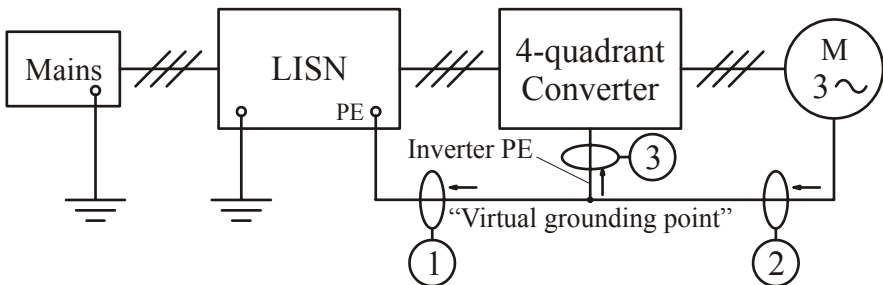 Mains
LISN
PE
4-quadrant
Converter
M
3~
Inverter PE
3
“Virtual grounding point”
1
2